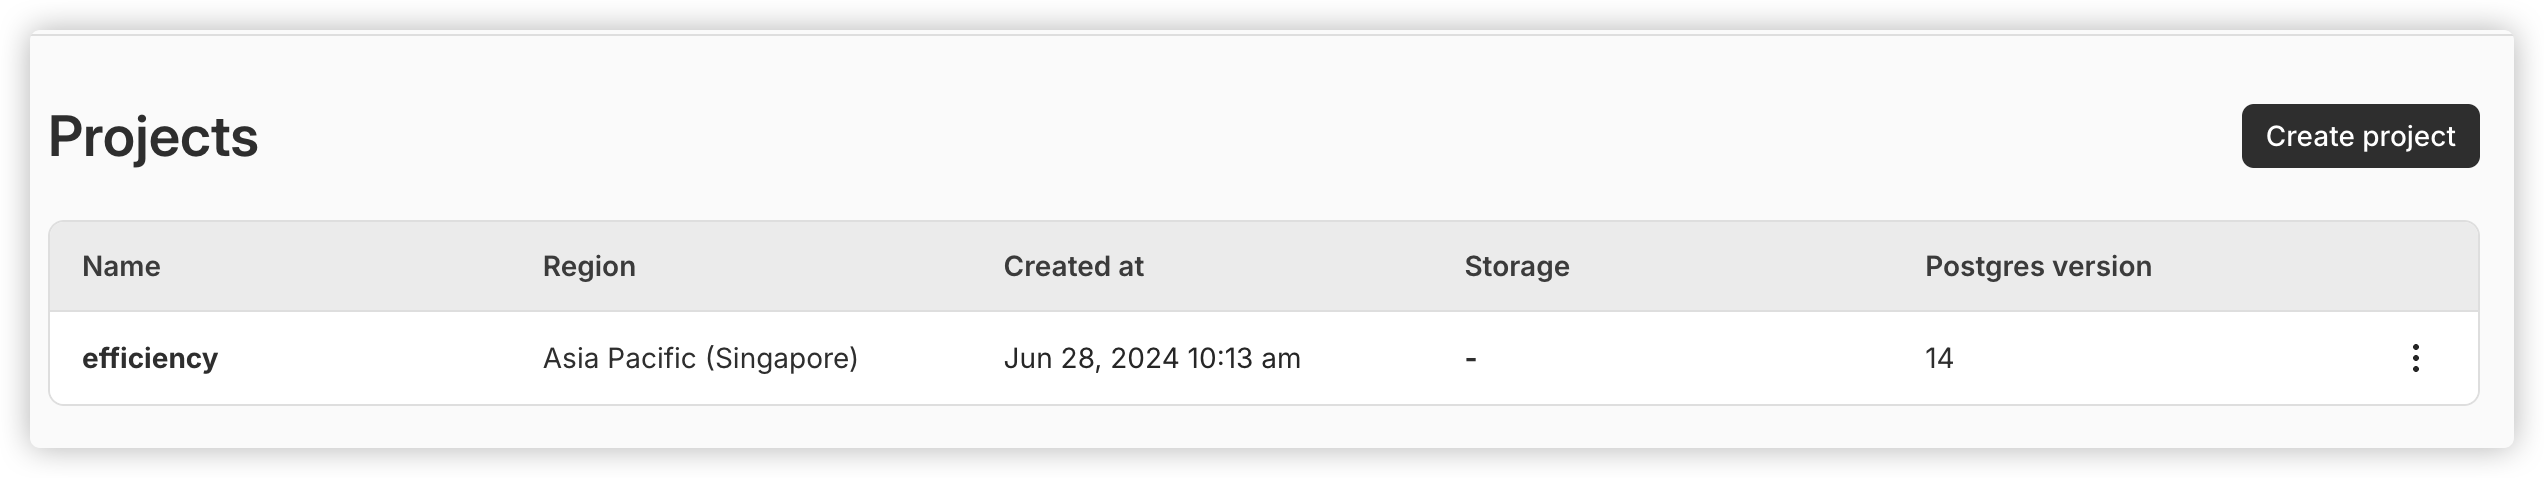 Projects
Create project
Name Region Created at Storage Postgres version
efficiency Asia Pacific (Singapore) Jun 28, 2024 10:13 am - 14